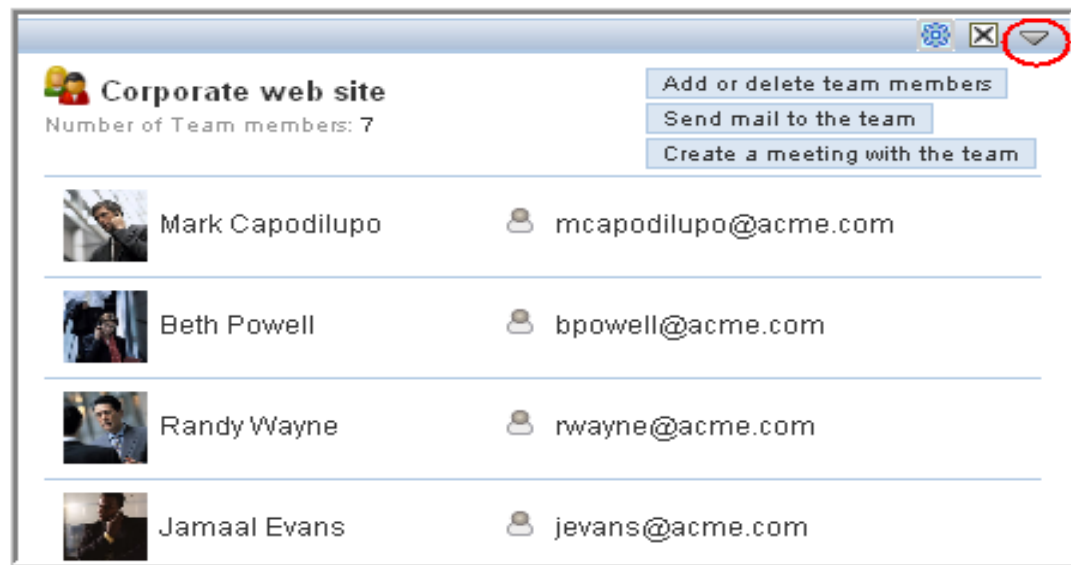 Corporate web site
Number of Team members: 7
Add or delete team members
Send mail to the team
Create a meeting with the team
Mark Capodilupo mcapodilupo@acme.com
Beth Powell bpowell@acme.com
Randy Wayne rwayne@acme.com
Jamaal Evans jevans@acme.com